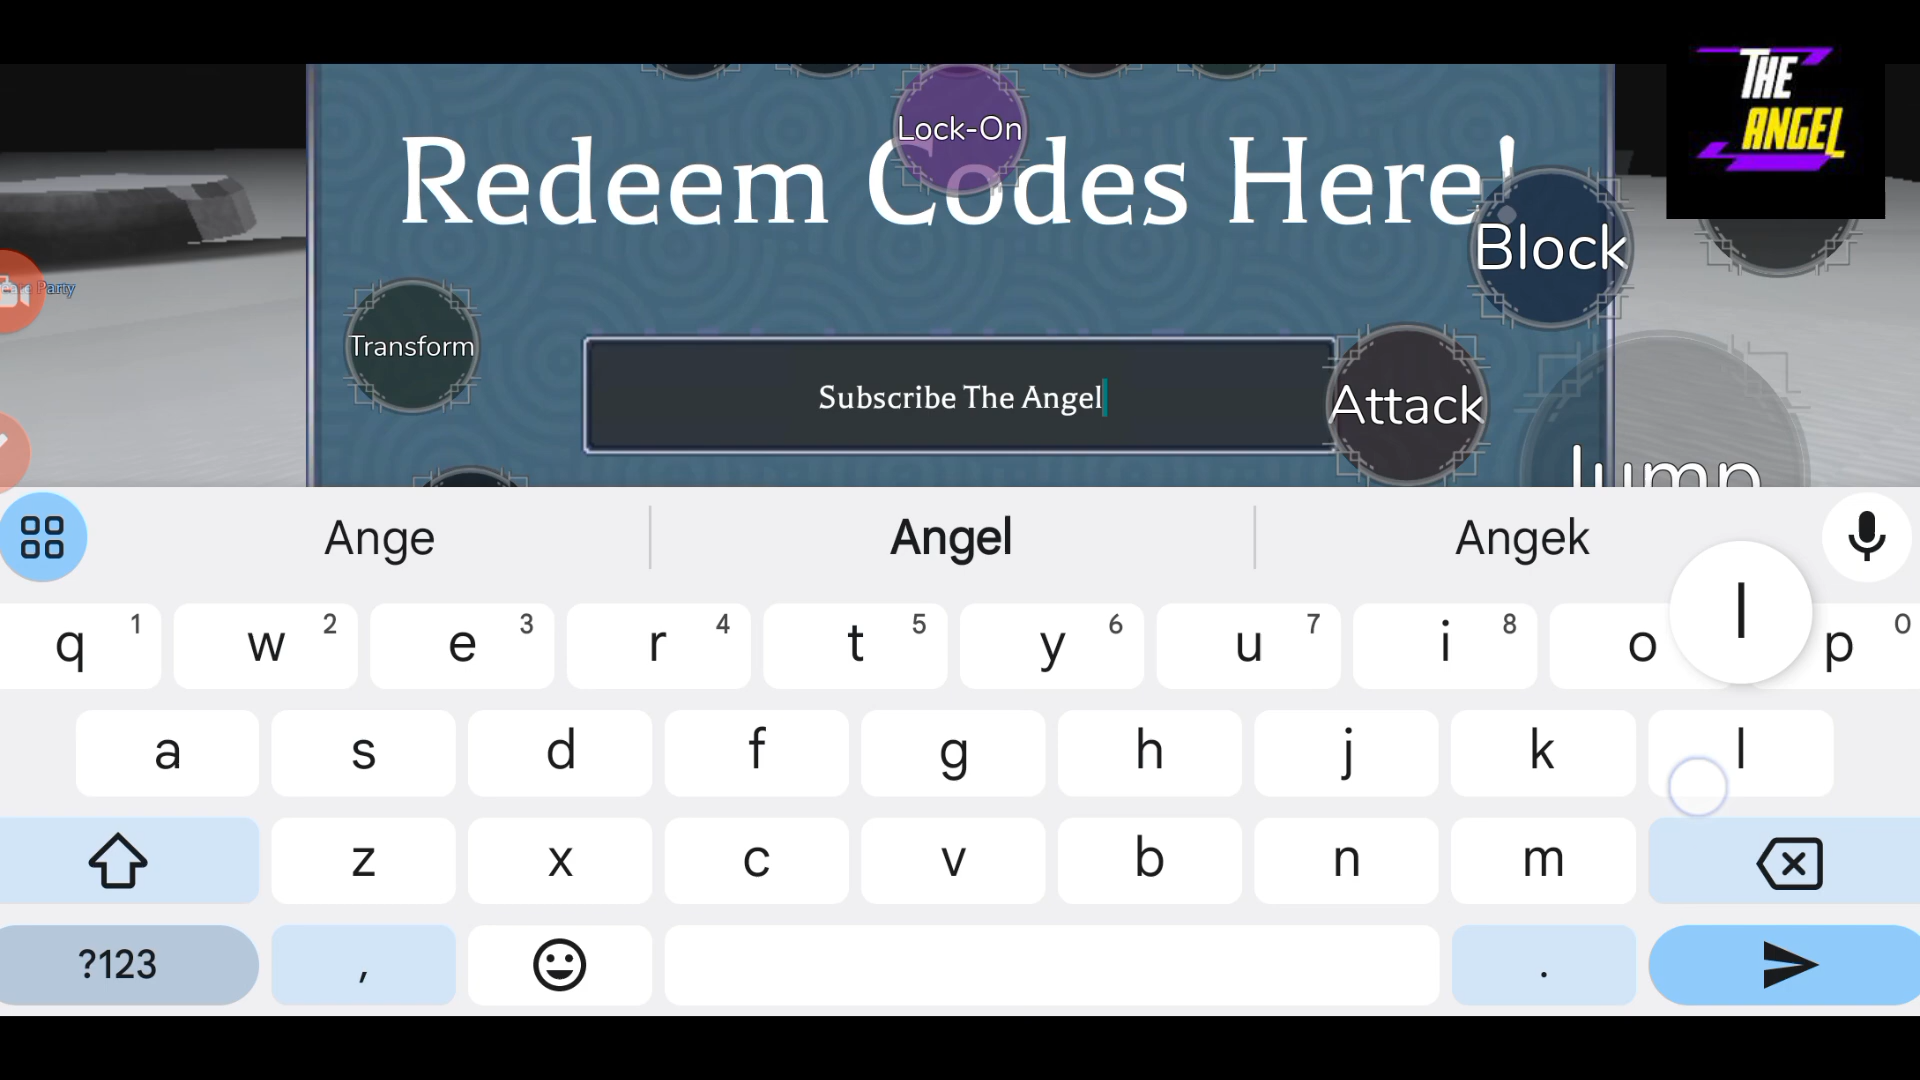 THE
ANGEL
Lock-On
Redeem Codes Here!
Block
Party
Transform
Subscribe The Angel
Attack
Jump
Ange
Angel
Angek
l
q 1 w 2 e 3 r 4 t 5 y 6 u 7 i 8 o p 0
a s d f g h j k l
z x c v b n m
?123 , .